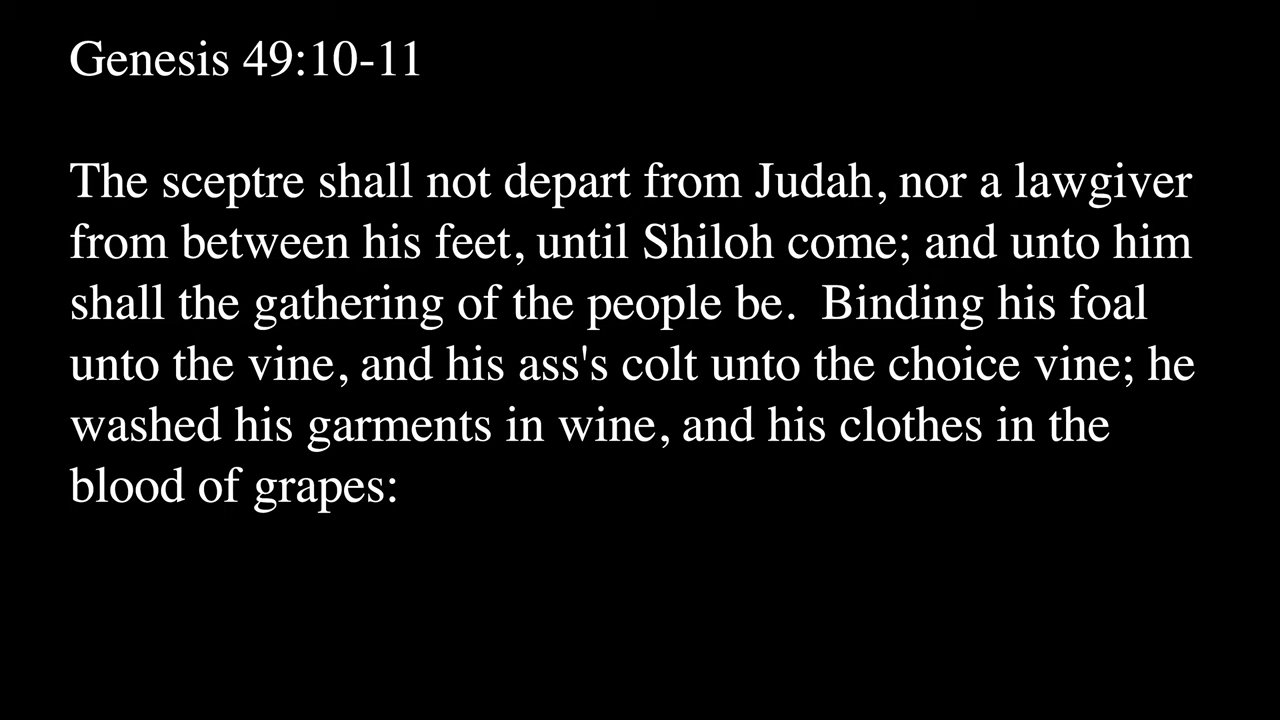 Genesis 49:10-11
The sceptre shall not depart from Judah, nor a lawgiver
from between his feet, until Shiloh come; and unto him
shall the gathering of the people be.  Binding his foal
unto the vine, and his ass's colt unto the choice vine; he
washed his garments in wine, and his clothes in the
blood of grapes: